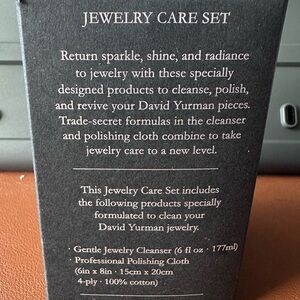 JEWELRY CARE SET
Return sparkle, shine, and radiance
to jewelry with these specially
designed products to cleanse, polish,
and revive your David Yurman pieces.
Trade-secret formulas in the cleanser
and polishing cloth combine to take
jewelry care to a new level.
This Jewelry Care Set includes
the following products specially
formulated to clean your
David Yurman jewelry.
· Gentle Jewelry Cleanser (6 fl oz · 177ml)
· Professional Polishing Cloth
(6in x 8in · 15cm x 20cm
4-ply · 100% cotton)